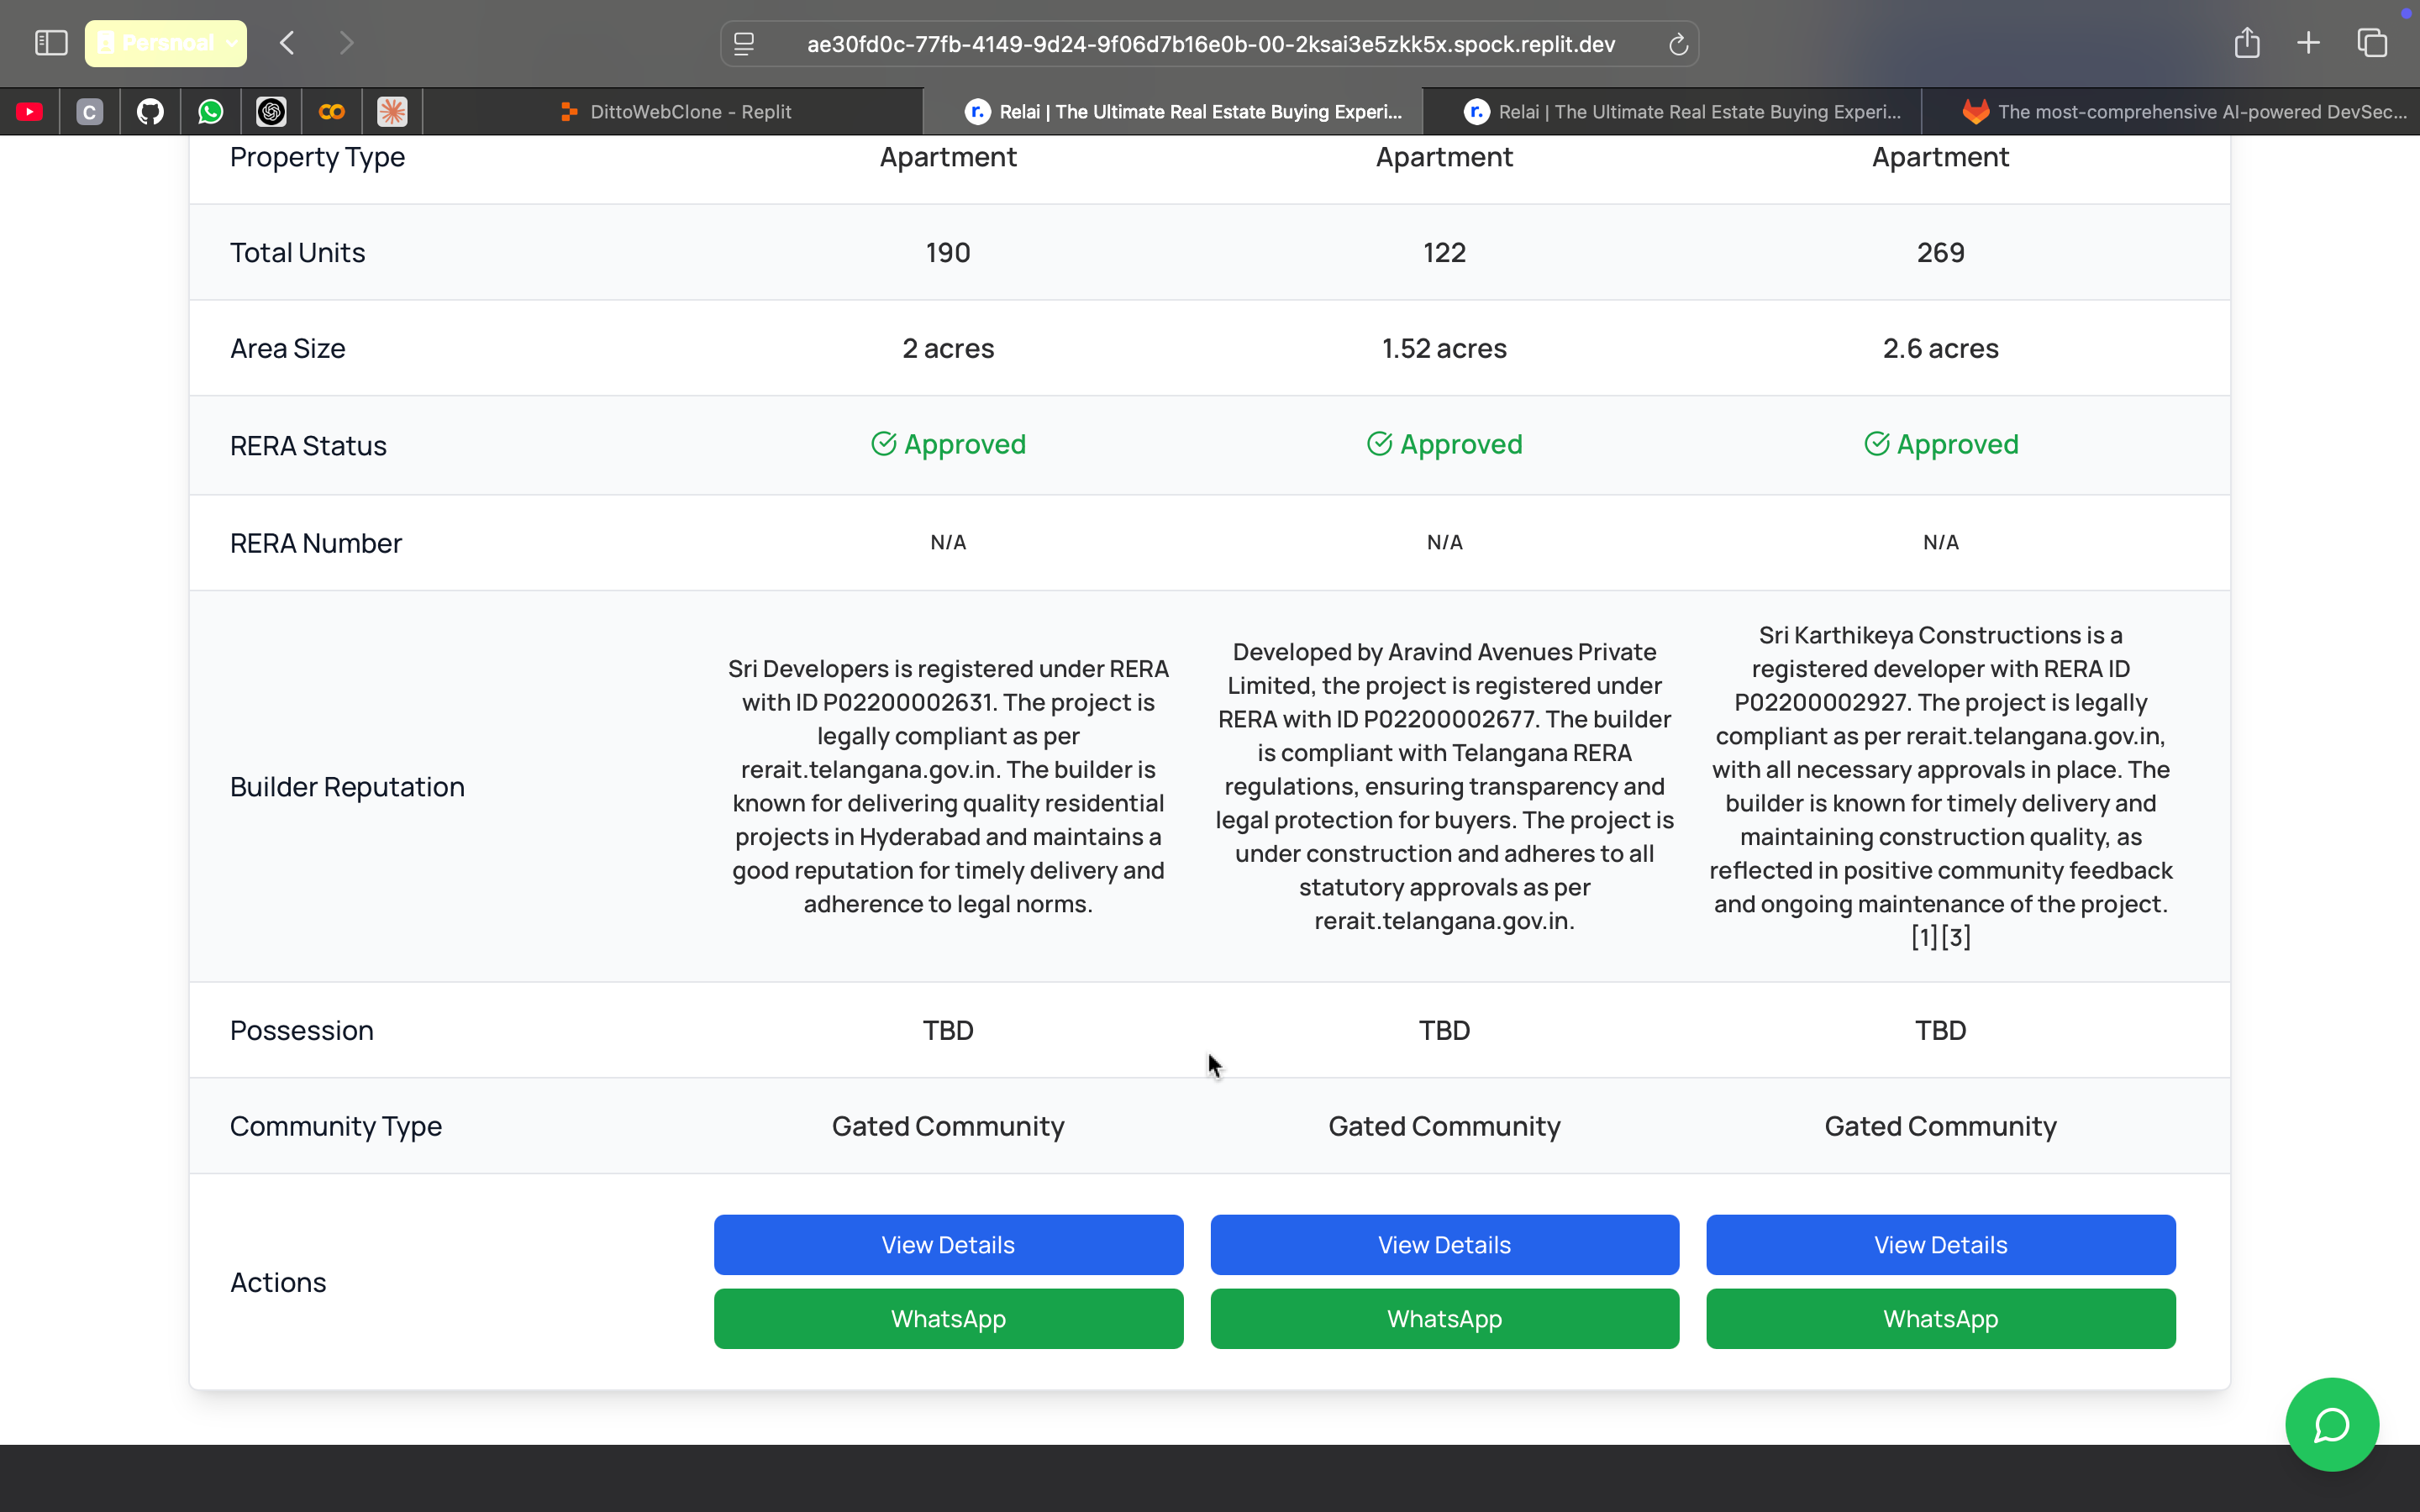 Persnoal
ae30fd0c-77fb-4149-9d24-9f06d7b16e0b-00-2ksai3e5zkk5x.spock.replit.dev
C
DittoWebClone - Replit
r. Relai | The Ultimate Real Estate Buying Experi...
r. Relai | The Ultimate Real Estate Buying Experi...
The most-comprehensive AI-powered DevSec...
Property Type Apartment Apartment Apartment
Total Units 190 122 269
Area Size 2 acres 1.52 acres 2.6 acres
RERA Status Approved Approved Approved
RERA Number N/A N/A N/A
Builder Reputation
Sri Developers is registered under RERA
with ID P02200002631. The project is
legally compliant as per
rerait.telangana.gov.in. The builder is
known for delivering quality residential
projects in Hyderabad and maintains a
good reputation for timely delivery and
adherence to legal norms.
Developed by Aravind Avenues Private
Limited, the project is registered under
RERA with ID P02200002677. The builder
is compliant with Telangana RERA
regulations, ensuring transparency and
legal protection for buyers. The project is
under construction and adheres to all
statutory approvals as per
rerait.telangana.gov.in.
Sri Karthikeya Constructions is a
registered developer with RERA ID
P02200002927. The project is legally
compliant as per rerait.telangana.gov.in,
with all necessary approvals in place. The
builder is known for timely delivery and
maintaining construction quality, as
reflected in positive community feedback
and ongoing maintenance of the project.
[1][3]
Possession TBD TBD TBD
Community Type Gated Community Gated Community Gated Community
Actions
View Details View Details View Details
WhatsApp WhatsApp WhatsApp